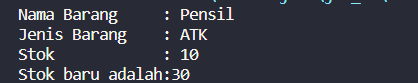 Nama Barang     : Pensil
Jenis Barang    : ATK
Stok            : 10
Stok baru adalah:30